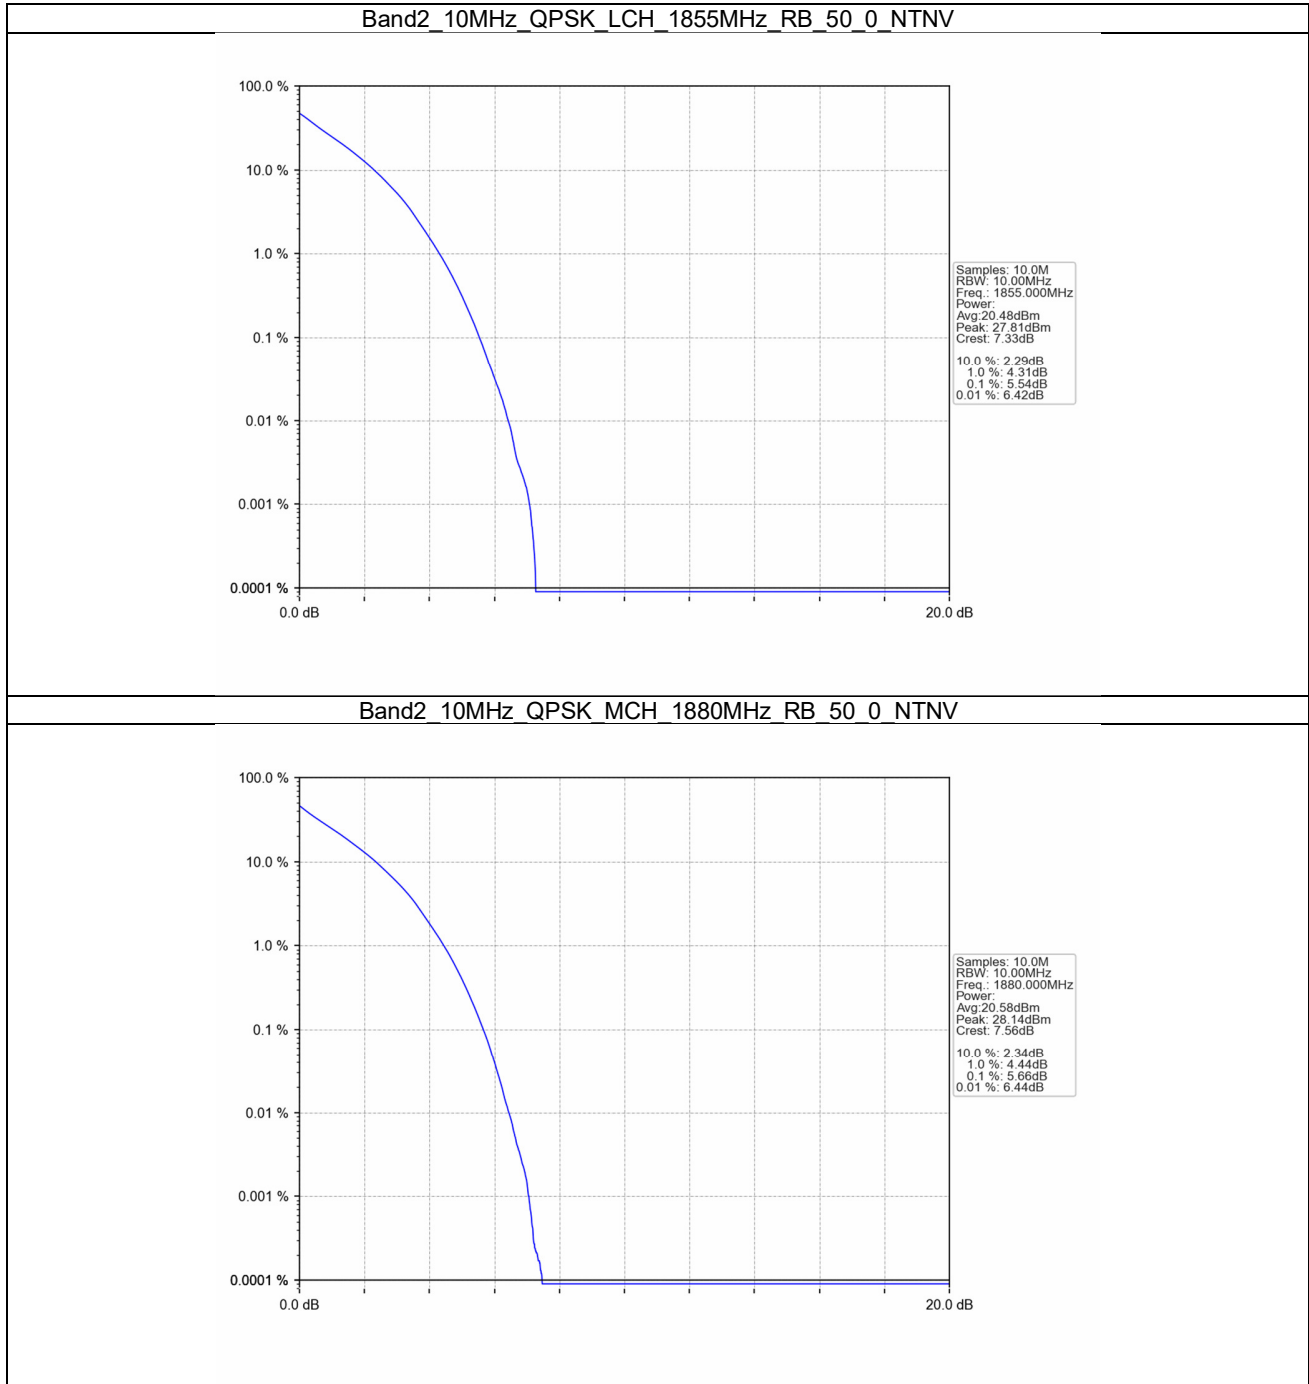 Band2_10MHz_QPSK_LCH_1855MHz_RB_50_0_NTNV
100.0 %
10.0 %
1.0 %
0.1 %
0.01 %
0.001 %
0.0001 %
0.0 dB
20.0 dB
Samples: 10.0M
RBW: 10.00MHz
Freq.: 1855.000MHz
Power:
Avg:20.48dBm
Peak: 27.81dBm
Crest: 7.33dB
10.0 %: 2.29dB
1.0 %: 4.31dB
0.1 %: 5.54dB
0.01 %: 6.42dB
Band2_10MHz_QPSK_MCH_1880MHz_RB_50_0_NTNV
100.0 %
10.0 %
1.0 %
0.1 %
0.01 %
0.001 %
0.0001 %
0.0 dB
20.0 dB
Samples: 10.0M
RBW: 10.00MHz
Freq.: 1880.000MHz
Power:
Avg:20.58dBm
Peak: 28.14dBm
Crest: 7.56dB
10.0 %: 2.34dB
1.0 %: 4.44dB
0.1 %: 5.66dB
0.01 %: 6.44dB